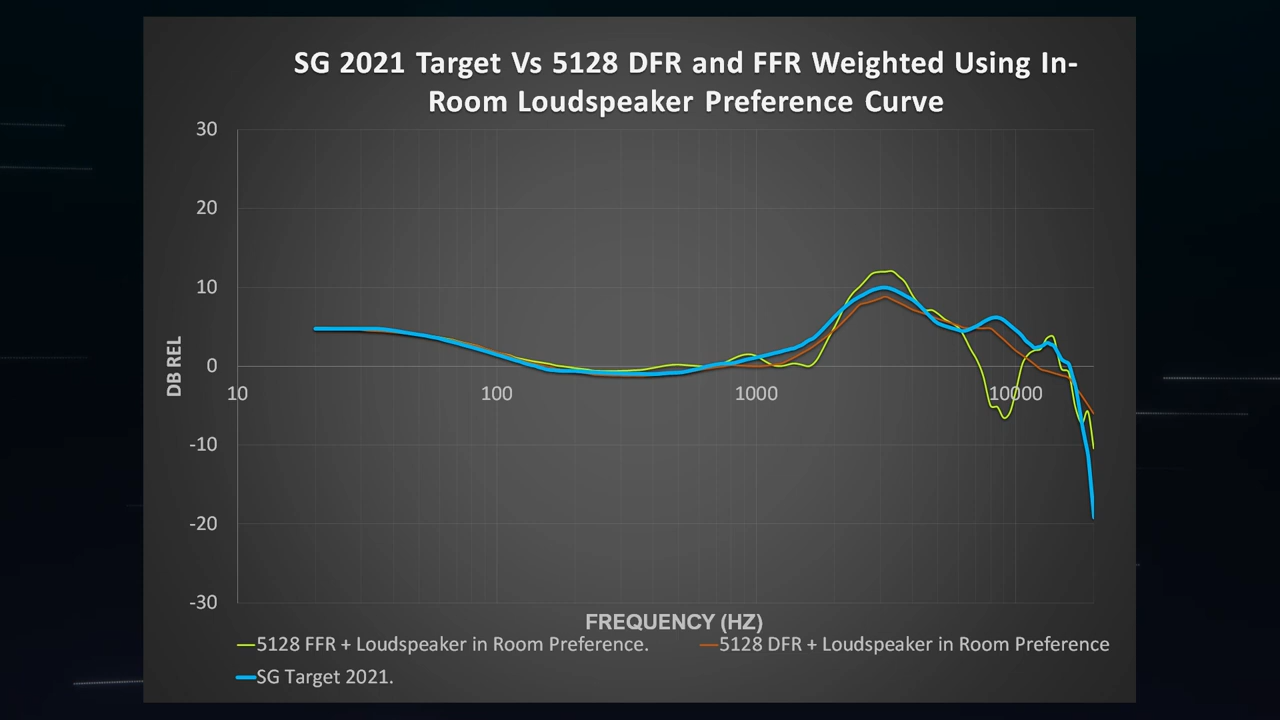 SG 2021 Target Vs 5128 DFR and FFR Weighted Using In-
Room Loudspeaker Preference Curve
30
20
10
0
-10
-20
-30
DB REL
10
100
1000
10000
FREQUENCY (HZ)
5128 FFR + Loudspeaker in Room Preference.
5128 DFR + Loudspeaker in Room Preference
SG Target 2021.